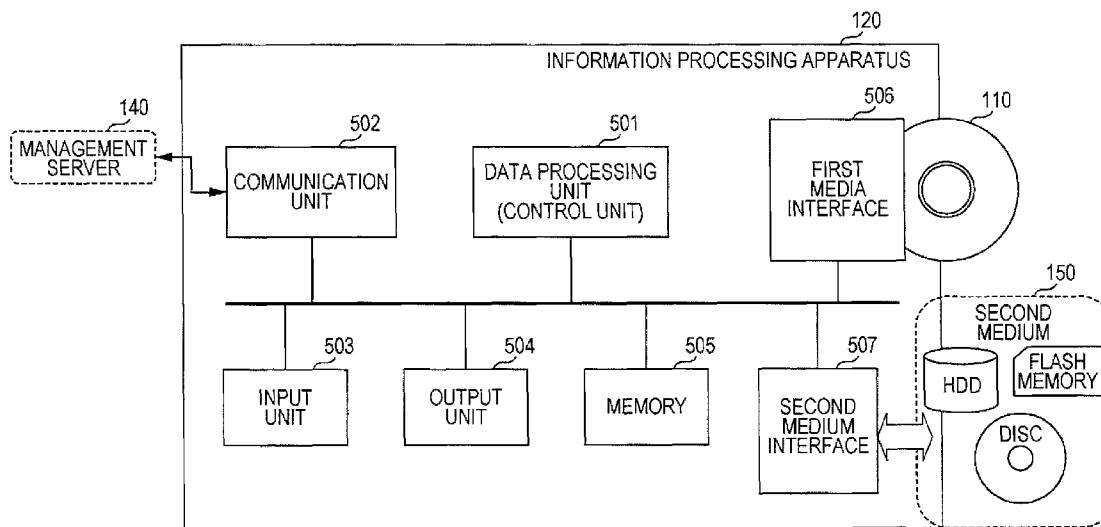 120
INFORMATION PROCESSING APPARATUS
140
MANAGEMENT
SERVER
502
COMMUNICATION
UNIT
501
DATA PROCESSING
UNIT
(CONTROL UNIT)
506
FIRST
MEDIA
INTERFACE
110
503
INPUT
UNIT
504
OUTPUT
UNIT
505
MEMORY
507
SECOND
MEDIUM
INTERFACE
150
SECOND
MEDIUM
HDD
FLASH
MEMORY
DISC